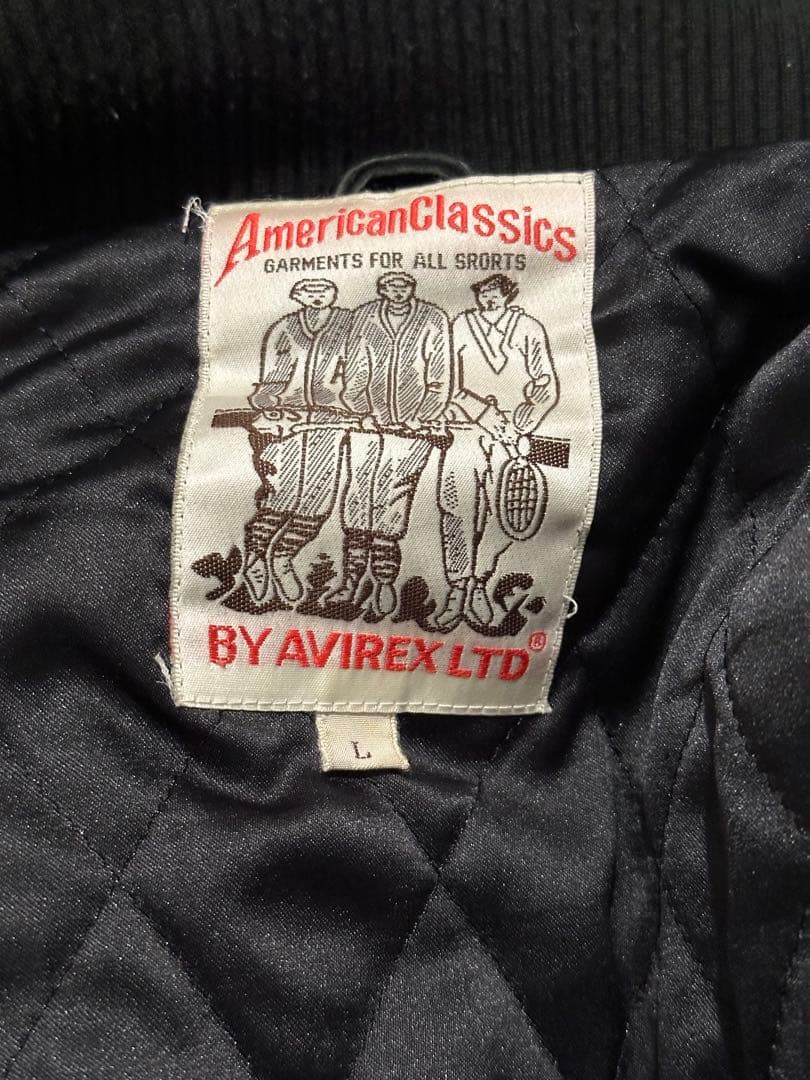 AmericanClassics
GARMENTS FOR ALL SRORTS
A
BY AVIREX LTD®
L